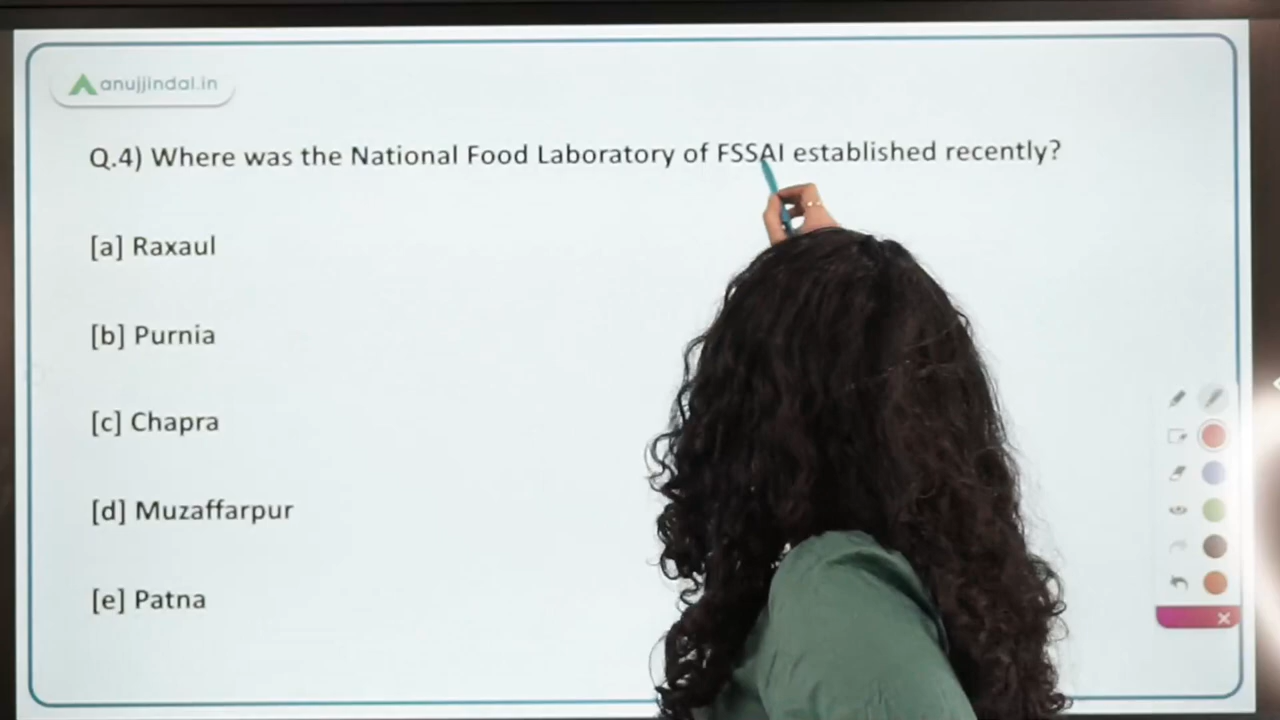 anujjindal.in
Q.4) Where was the National Food Laboratory of FSSAI established recently?
[a] Raxaul
[b] Purnia
[c] Chapra
[d] Muzaffarpur
[e] Patna